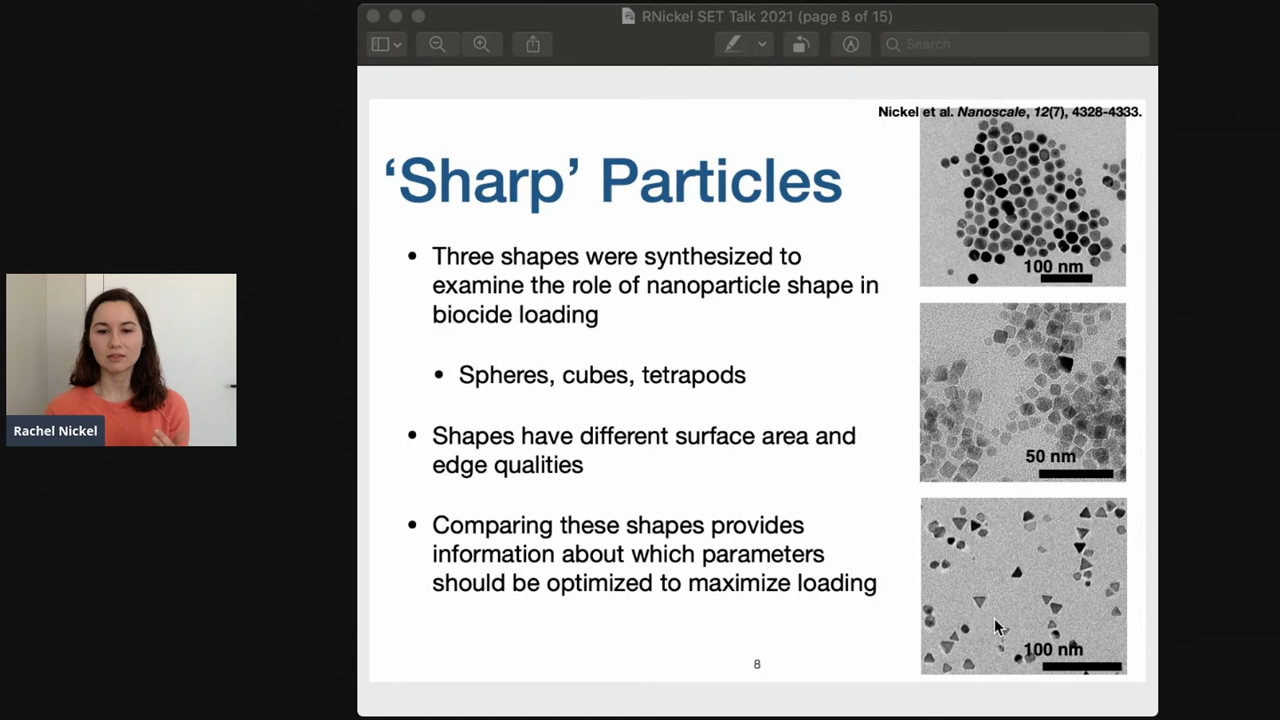 RNickel SET Talk 2021 (page 8 of 15)
Search
Nickel et al. Nanoscale, 12(7), 4328-4333.
‘Sharp’ Particles
• Three shapes were synthesized to
examine the role of nanoparticle shape in
biocide loading
• Spheres, cubes, tetrapods
• Shapes have different surface area and
edge qualities
• Comparing these shapes provides
information about which parameters
should be optimized to maximize loading
100 nm
50 nm
100 nm
8
Rachel Nickel